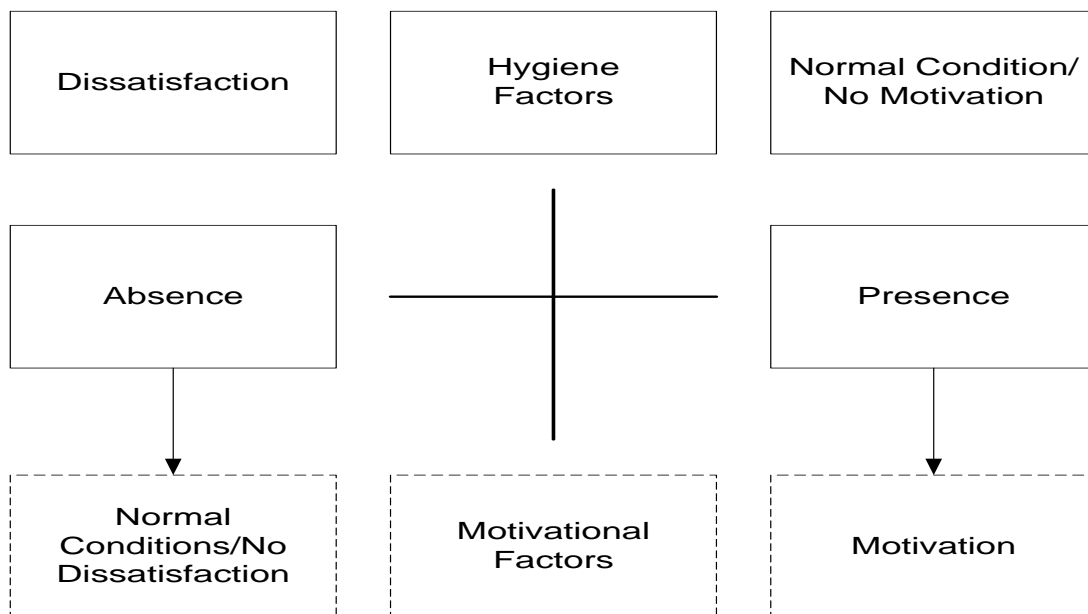 Dissatisfaction
Hygiene
Factors
Normal Condition/
No Motivation
Absence
Presence
Normal
Conditions/No
Dissatisfaction
Motivational
Factors
Motivation